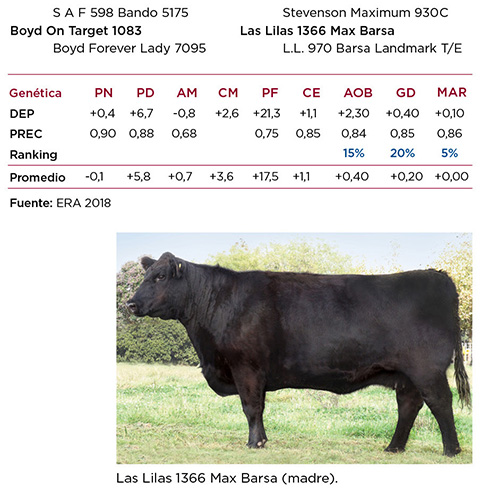 S A F 598 Bando 5175 Stevenson Maximum 930C
Boyd On Target 1083 Las Lilas 1366 Max Barsa
Boyd Forever Lady 7095 L.L. 970 Barsa Landmark T/E
Genética PN PD AM CM PF CE AOB GD MAR
DEP +0,4 +6,7 -0,8 +2,6 +21,3 +1,1 +2,30 +0,40 +0,10
PREC 0,90 0,88 0,68 0,75 0,85 0,84 0,85 0,86
Ranking 15% 20% 5%
Promedio -0,1 +5,8 +0,7 +3,6 +17,5 +1,1 +0,40 +0,20 +0,00
Fuente: ERA 2018
Las Lilas 1366 Max Barsa (madre).